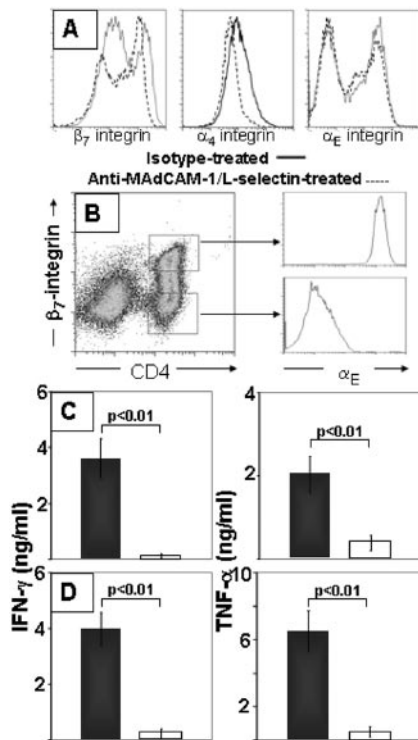 A
β7 integrin
α4 integrin
αE integrin
Isotype-treated
Anti-MAdCAM-1/L-selectin-treated
B
β7-integrin
CD4
αE
C
6
4
2
p<0.01
4
2
p<0.01
IFN-γ (ng/ml)
TNF-α (ng/ml)
D
6
4
2
p<0.01
10
6
2
p<0.01